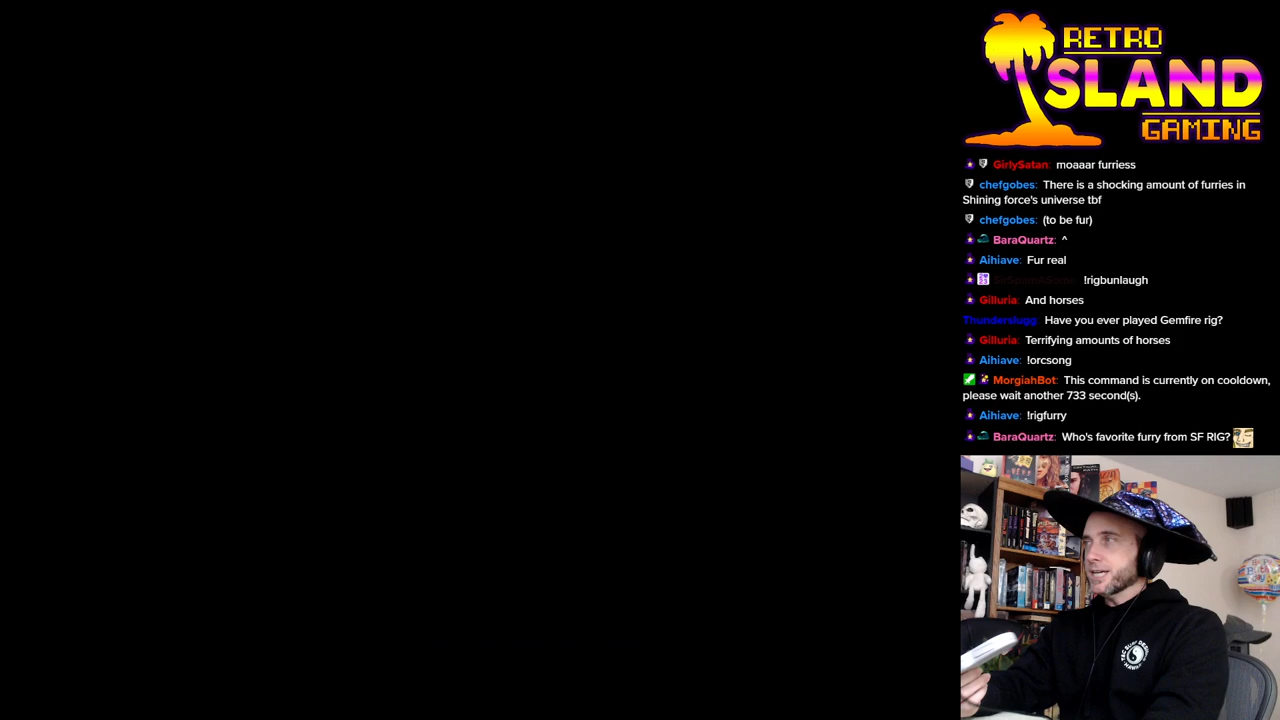 RETRO
ISLAND
GAMING
GirlySatan: moaaar furriess
chefgobes: There is a shocking amount of furries in
Shining force's universe tbf
chefgobes: (to be fur)
BaraQuartz: ^
Aihiave: Fur real
!rigbunlaugh
Gilluria: And horses
Thunderslugg: Have you ever played Gemfire rig?
Gilluria: Terrifying amounts of horses
Aihiave: !orcsong
MorgiahBot: This command is currently on cooldown,
please wait another 733 second(s).
Aihiave: !rigfurry
BaraQuartz: Who's favorite furry from SF RIG?